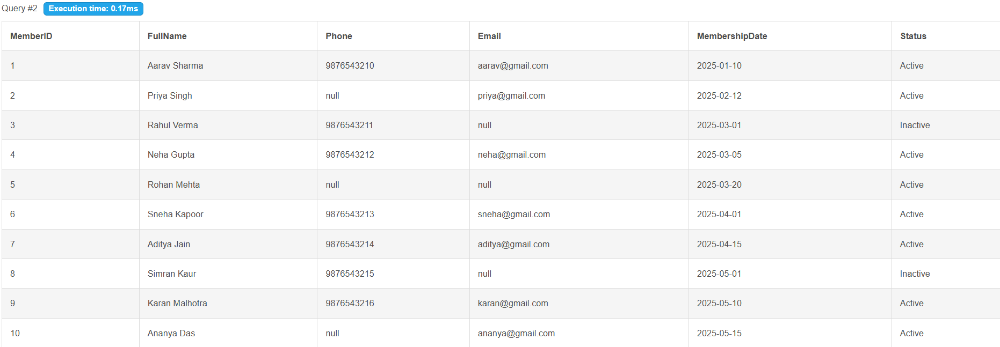 Query #2 Execution time: 0.17ms
MemberID FullName Phone Email MembershipDate Status
1 Aarav Sharma 9876543210 aarav@gmail.com 2025-01-10 Active
2 Priya Singh null priya@gmail.com 2025-02-12 Active
3 Rahul Verma 9876543211 null 2025-03-01 Inactive
4 Neha Gupta 9876543212 neha@gmail.com 2025-03-05 Active
5 Rohan Mehta null null 2025-03-20 Active
6 Sneha Kapoor 9876543213 sneha@gmail.com 2025-04-01 Active
7 Aditya Jain 9876543214 aditya@gmail.com 2025-04-15 Active
8 Simran Kaur 9876543215 null 2025-05-01 Inactive
9 Karan Malhotra 9876543216 karan@gmail.com 2025-05-10 Active
10 Ananya Das null ananya@gmail.com 2025-05-15 Active